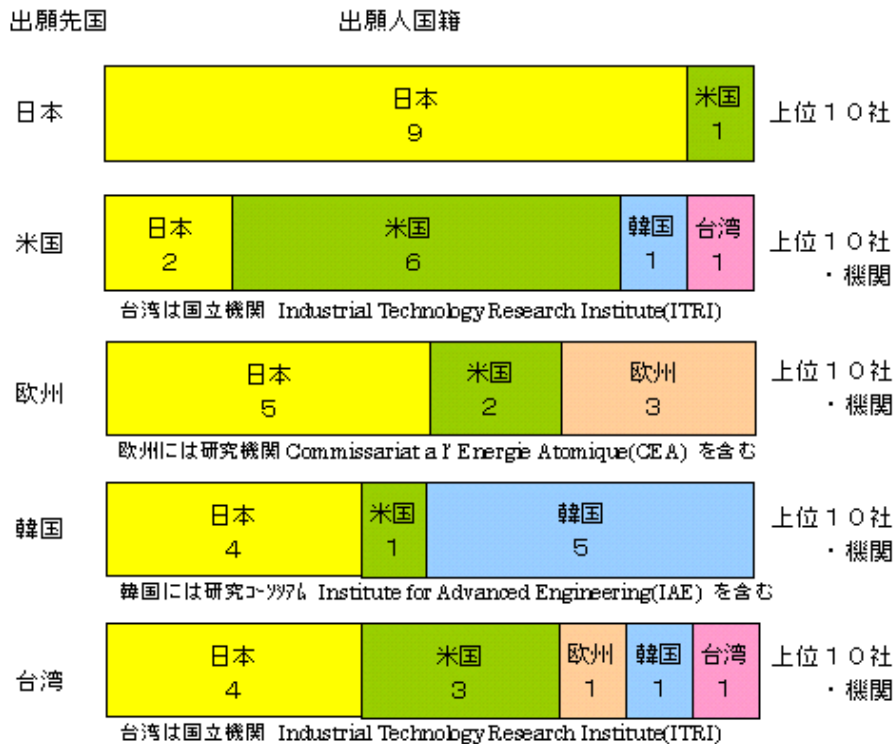 出願先国 出願人国籍
日本 日本 米国 上位10社
9 1
米国 日本 米国 韓国 台湾 上位10社
2 6 1 1 ・機関
台湾は国立機関 Industrial Technology Research Institute(ITRI)
欧州 日本 米国 欧州 上位10社
5 2 3 ・機関
欧州には研究機関 Commissariat a l' Energie Atomique(CEA) を含む
韓国 日本 米国 韓国 上位10社
4 1 5 ・機関
韓国には研究ｺｰｿｼｱﾑ Institute for Advanced Engineering(IAE) を含む
台湾 日本 米国 欧州 韓国 台湾 上位10社
4 3 1 1 1 ・機関
台湾は国立機関 Industrial Technology Research Institute(ITRI)